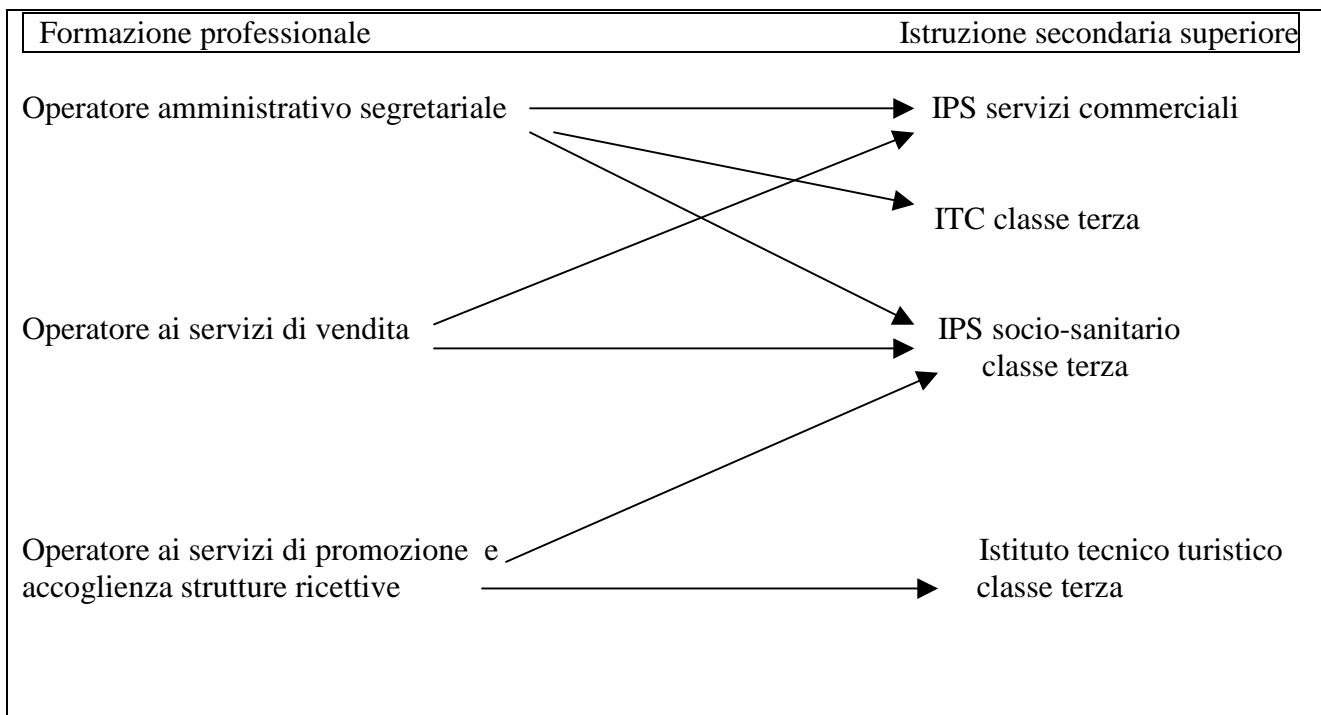 Formazione professionale Istruzione secondaria superiore
Operatore amministrativo segretariale IPS servizi commerciali
ITC classe terza
Operatore ai servizi di vendita IPS socio-sanitario
classe terza
Operatore ai servizi di promozione e Istituto tecnico turistico
accoglienza strutture ricettive classe terza